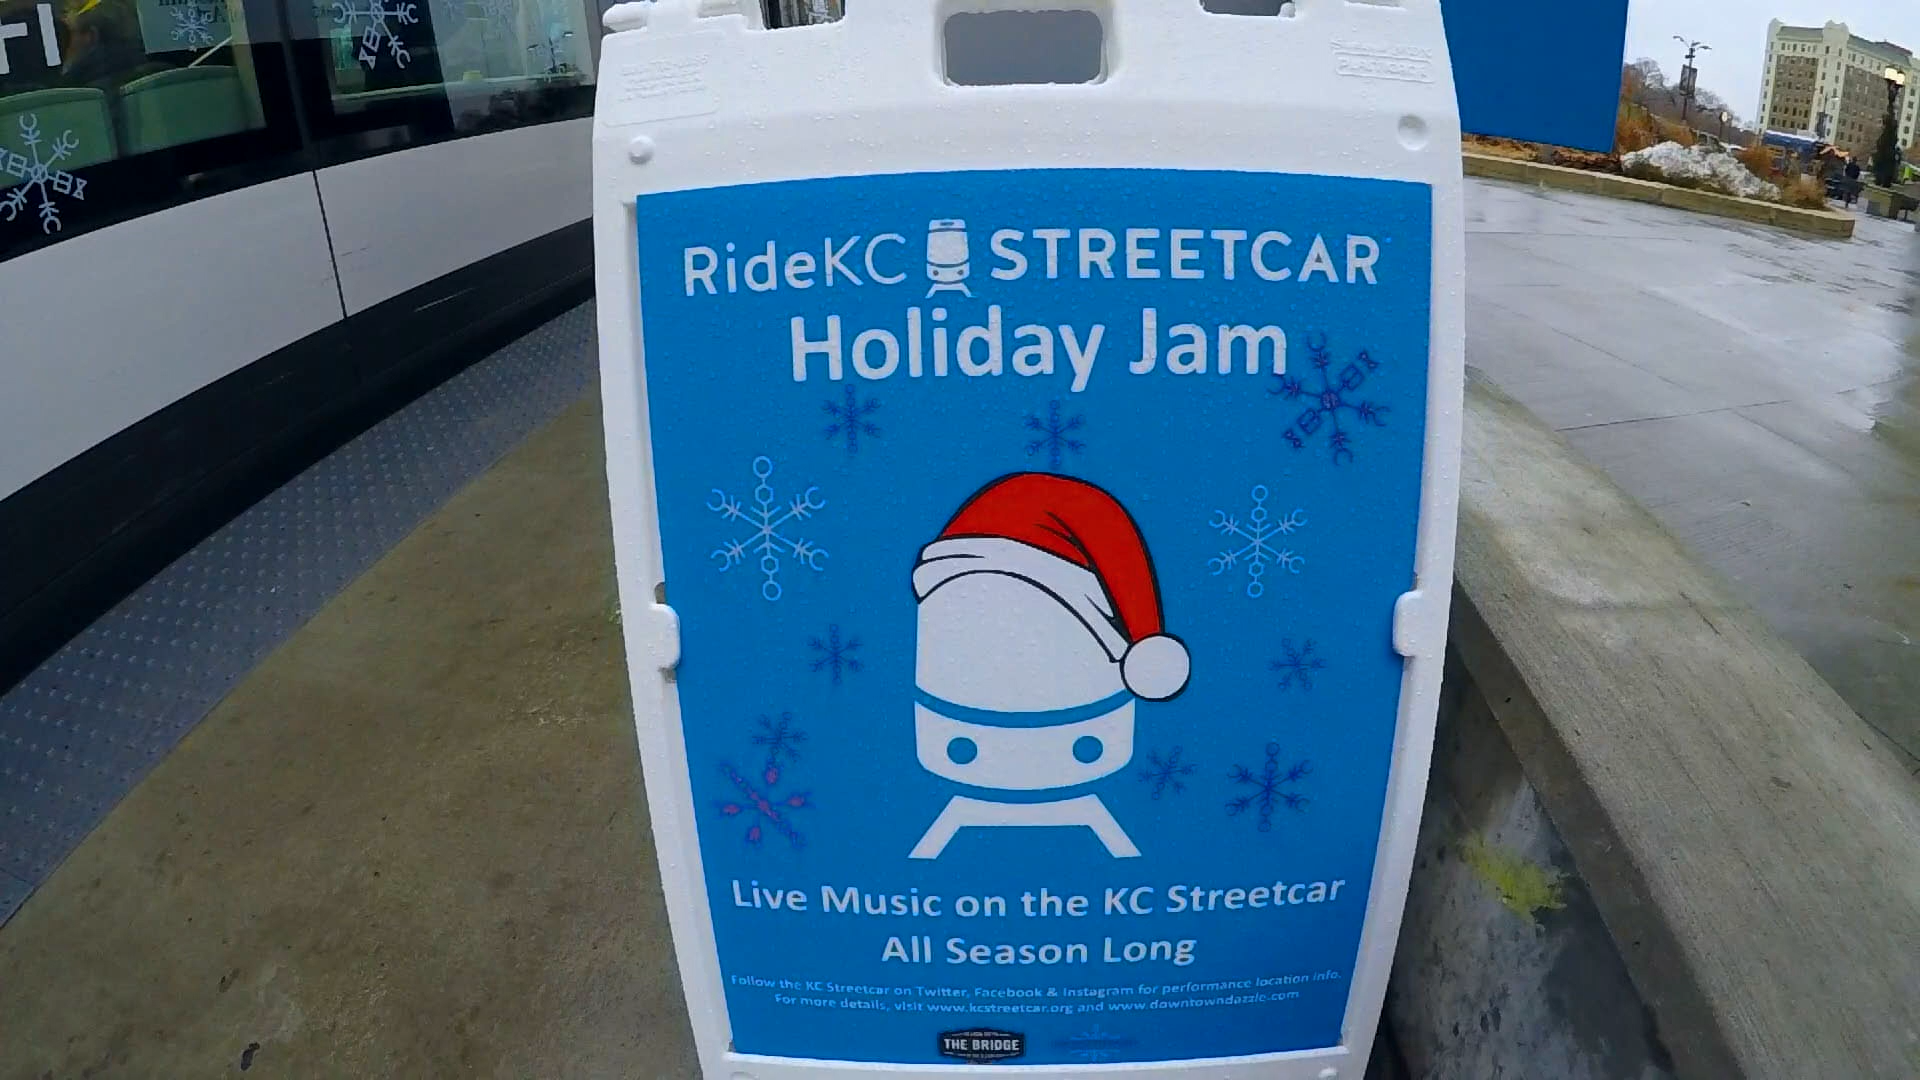 FI
RideKC STREETCAR
Holiday Jam
Live Music on the KC Streetcar
All Season Long
Follow the KC Streetcar on Twitter, Facebook & Instagram for performance location info.
For more details, visit www.kcstreetcar.org and www.downtowndazzle.com
THE BRIDGE